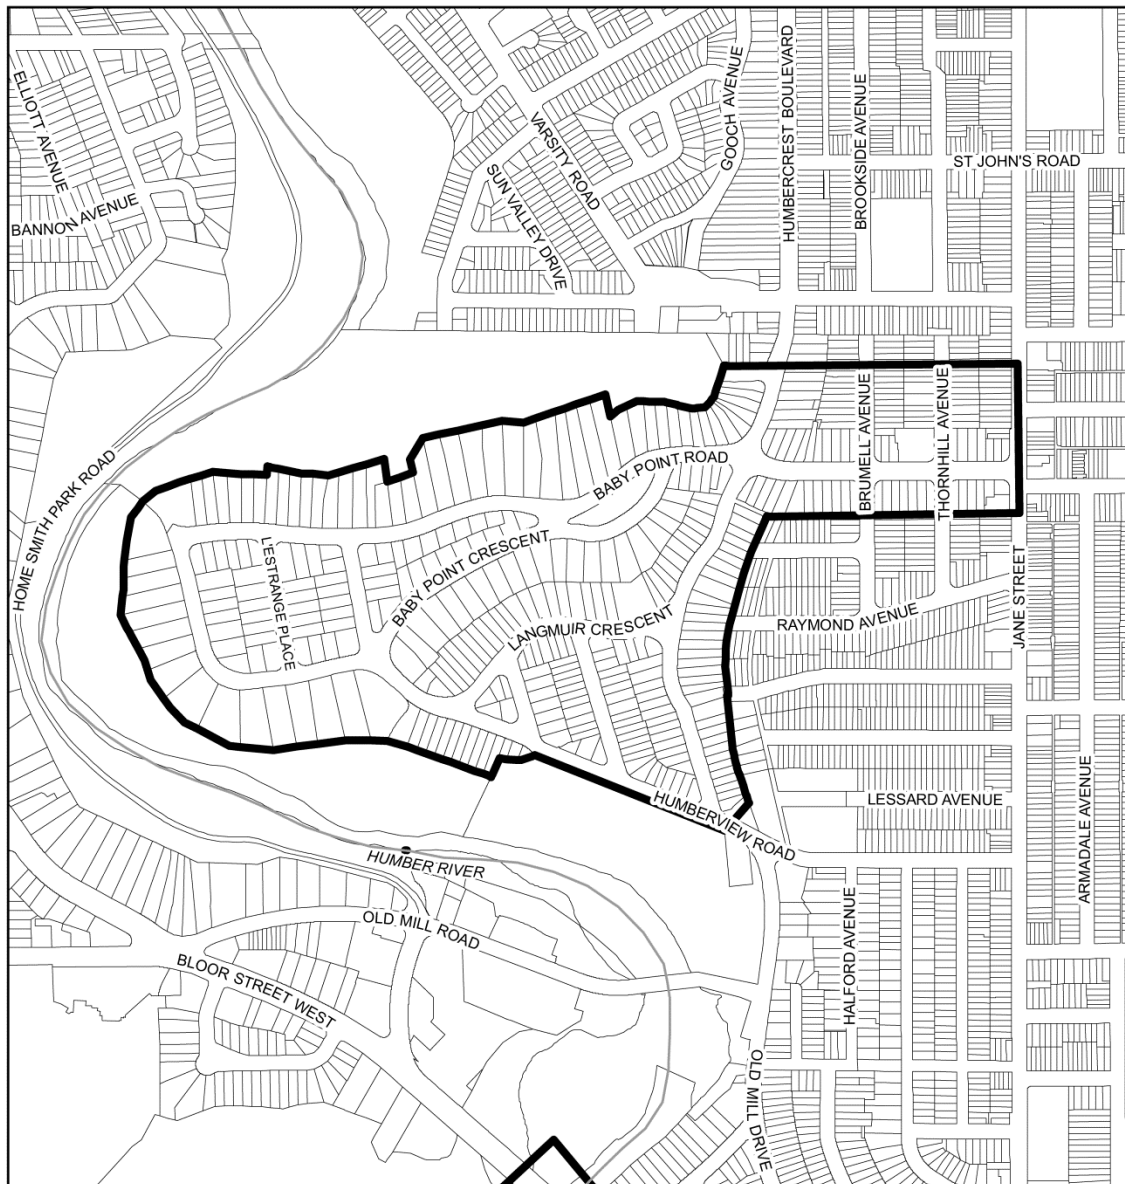 ELLIOTT AVENUE
BANNON AVENUE
VARSITY ROAD
SUN VALLEY DRIVE
GOOCH AVENUE
HUMBERCREST BOULEVARD
BROOKSIDE AVENUE
ST JOHN'S ROAD
HOME SMITH PARK ROAD
BABY POINT ROAD
BRUMELL AVENUE
THORNHILL AVENUE
L'ESTRANGE PLACE
BABY POINT CRESCENT
LANGMUIR CRESCENT
RAYMOND AVENUE
JANE STREET
HUMBERVIEW ROAD
LESSARD AVENUE
ARMADALE AVENUE
HUMBER RIVER
OLD MILL ROAD
HALFORD AVENUE
BLOOR STREET WEST
OLD MILL DRIVE